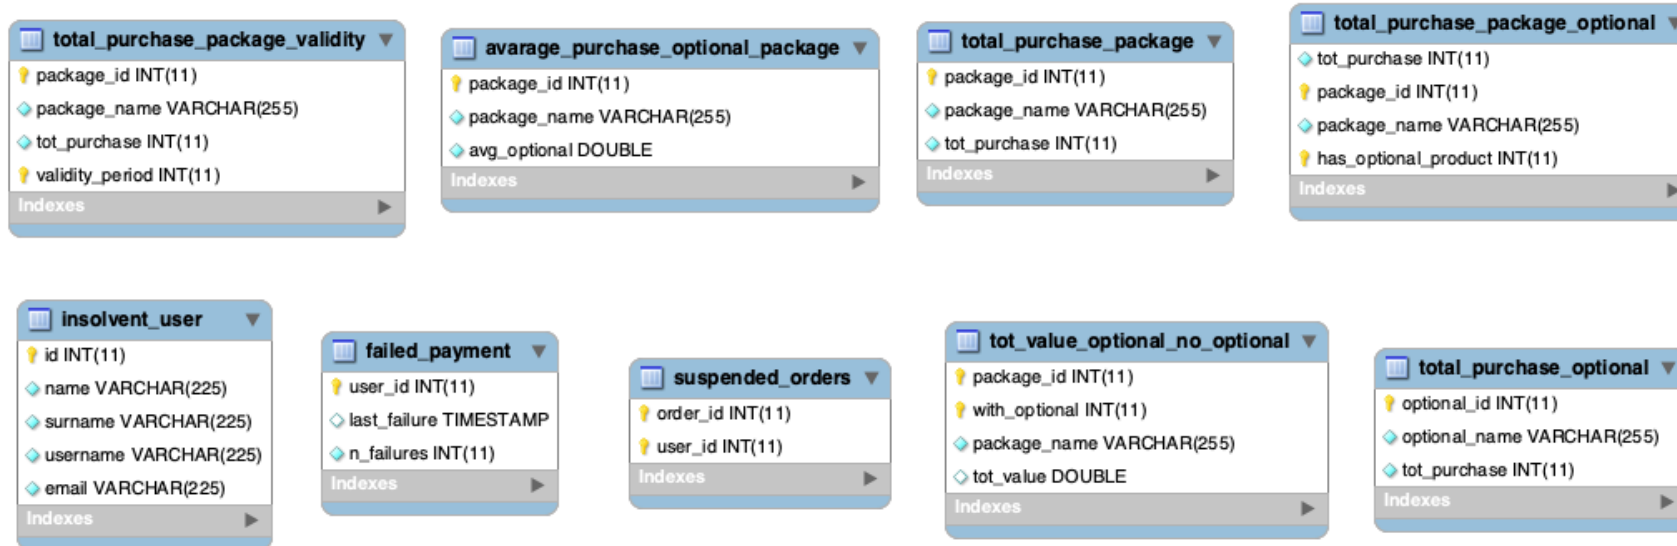 total_purchase_package_validity
package_id INT(11)
package_name VARCHAR(255)
tot_purchase INT(11)
validity_period INT(11)
Indexes
avarage_purchase_optional_package
package_id INT(11)
package_name VARCHAR(255)
avg_optional DOUBLE
Indexes
total_purchase_package
package_id INT(11)
package_name VARCHAR(255)
tot_purchase INT(11)
Indexes
total_purchase_package_optional
tot_purchase INT(11)
package_id INT(11)
package_name VARCHAR(255)
has_optional_product INT(11)
Indexes
insolvent_user
id INT(11)
name VARCHAR(225)
surname VARCHAR(225)
username VARCHAR(225)
email VARCHAR(225)
Indexes
failed_payment
user_id INT(11)
last_failure TIMESTAMP
n_failures INT(11)
Indexes
suspended_orders
order_id INT(11)
user_id INT(11)
Indexes
tot_value_optional_no_optional
package_id INT(11)
with_optional INT(11)
package_name VARCHAR(255)
tot_value DOUBLE
Indexes
total_purchase_optional
optional_id INT(11)
optional_name VARCHAR(255)
tot_purchase INT(11)
Indexes